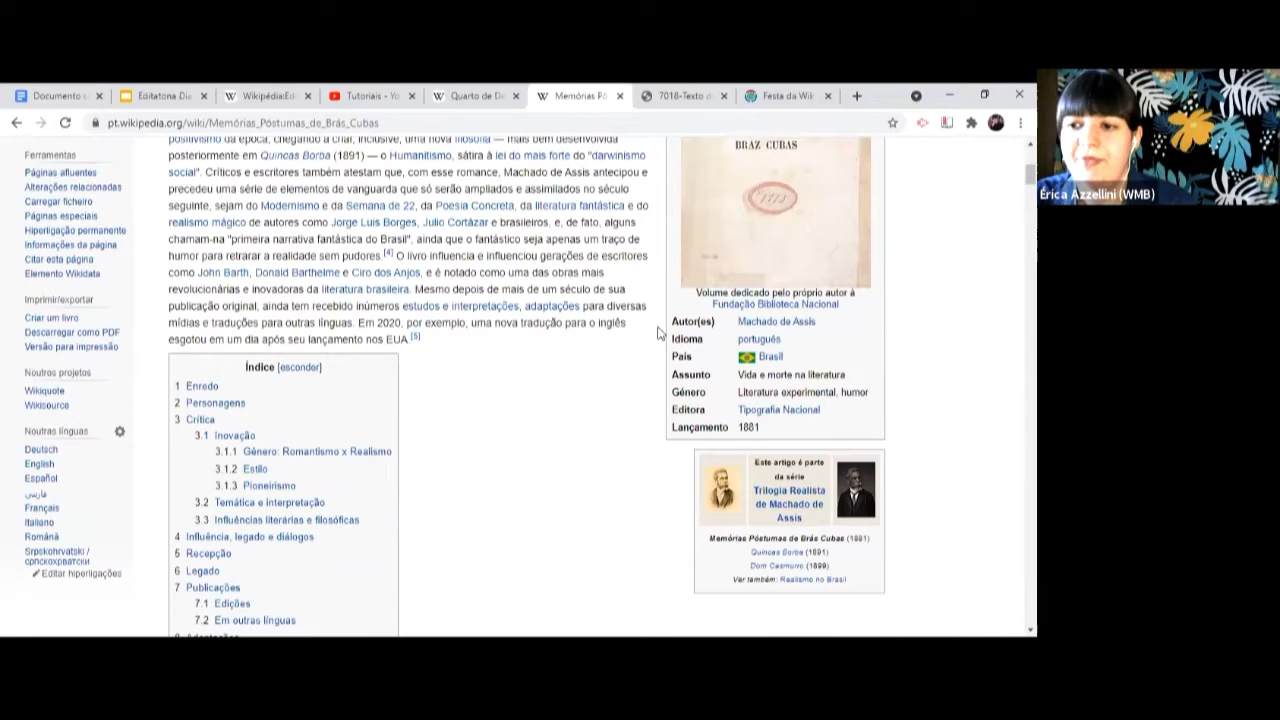 Documento
Editatona Di
Wikipédia:Edi
Tutoriais - Yo
Quarto de De
Memórias Pó
7018-Texto d
Festa da Wik
pt.wikipedia.org/wiki/Memórias_Póstumas_de_Brás_Cubas
Érica Azzellini (WMB)
Ferramentas
Páginas afluentes
Alterações relacionadas
Carregar ficheiro
Páginas especiais
Hiperligação permanente
Informações da página
Citar esta página
Elemento Wikidata
Imprimir/exportar
Criar um livro
Descarregar como PDF
Versão para impressão
Noutros projetos
Wikiquote
Wikisource
Noutras línguas
Deutsch
English
Español
فارسی
Français
Italiano
Română
Srpskohrvatski /
српскохрватски
Editar hiperligações
positivismo da época, chegando a criar, inclusive, uma nova filosofia — mais bem desenvolvida
posteriormente em Quincas Borba (1891) — o Humanitismo, sátira à lei do mais forte do "darwinismo
social". Críticos e escritores também atestam que, com esse romance, Machado de Assis antecipou e
precedeu uma série de elementos de vanguarda que só serão ampliados e assimilados no século
seguinte, sejam do Modernismo e da Semana de 22, da Poesia Concreta, da literatura fantástica e do
realismo mágico de autores como Jorge Luis Borges, Julio Cortázar e brasileiros, e, de fato, alguns
chamam-na "primeira narrativa fantástica do Brasil", ainda que o fantástico seja apenas um traço de
humor para retrarar a realidade sem pudores.[4] O livro influencia e influenciou gerações de escritores
como John Barth, Donald Barthelme e Ciro dos Anjos, e é notado como uma das obras mais
revolucionárias e inovadoras da literatura brasileira. Mesmo depois de mais de um século de sua
publicação original, ainda tem recebido inúmeros estudos e interpretações, adaptações para diversas
mídias e traduções para outras línguas. Em 2020, por exemplo, uma nova tradução para o inglês
esgotou em um dia após seu lançamento nos EUA.[5]
Índice [esconder]
1 Enredo
2 Personagens
3 Crítica
3.1 Inovação
3.1.1 Gênero: Romantismo x Realismo
3.1.2 Estilo
3.1.3 Pioneirismo
3.2 Temática e interpretação
3.3 Influências literárias e filosóficas
4 Influência, legado e diálogos
5 Recepção
6 Legado
7 Publicações
7.1 Edições
7.2 Em outras línguas
8 Adaptações
BRAZ CUBAS
Volume dedicado pelo próprio autor à
Fundação Biblioteca Nacional
Autor(es) Machado de Assis
Idioma português
País Brasil
Assunto Vida e morte na literatura
Género Literatura experimental, humor
Editora Tipografia Nacional
Lançamento 1881
Este artigo é parte
da série
Trilogia Realista
de Machado de
Assis
Memórias Póstumas de Brás Cubas (1881)
Quincas Borba (1891)
Dom Casmurro (1899)
Ver também: Realismo no Brasil